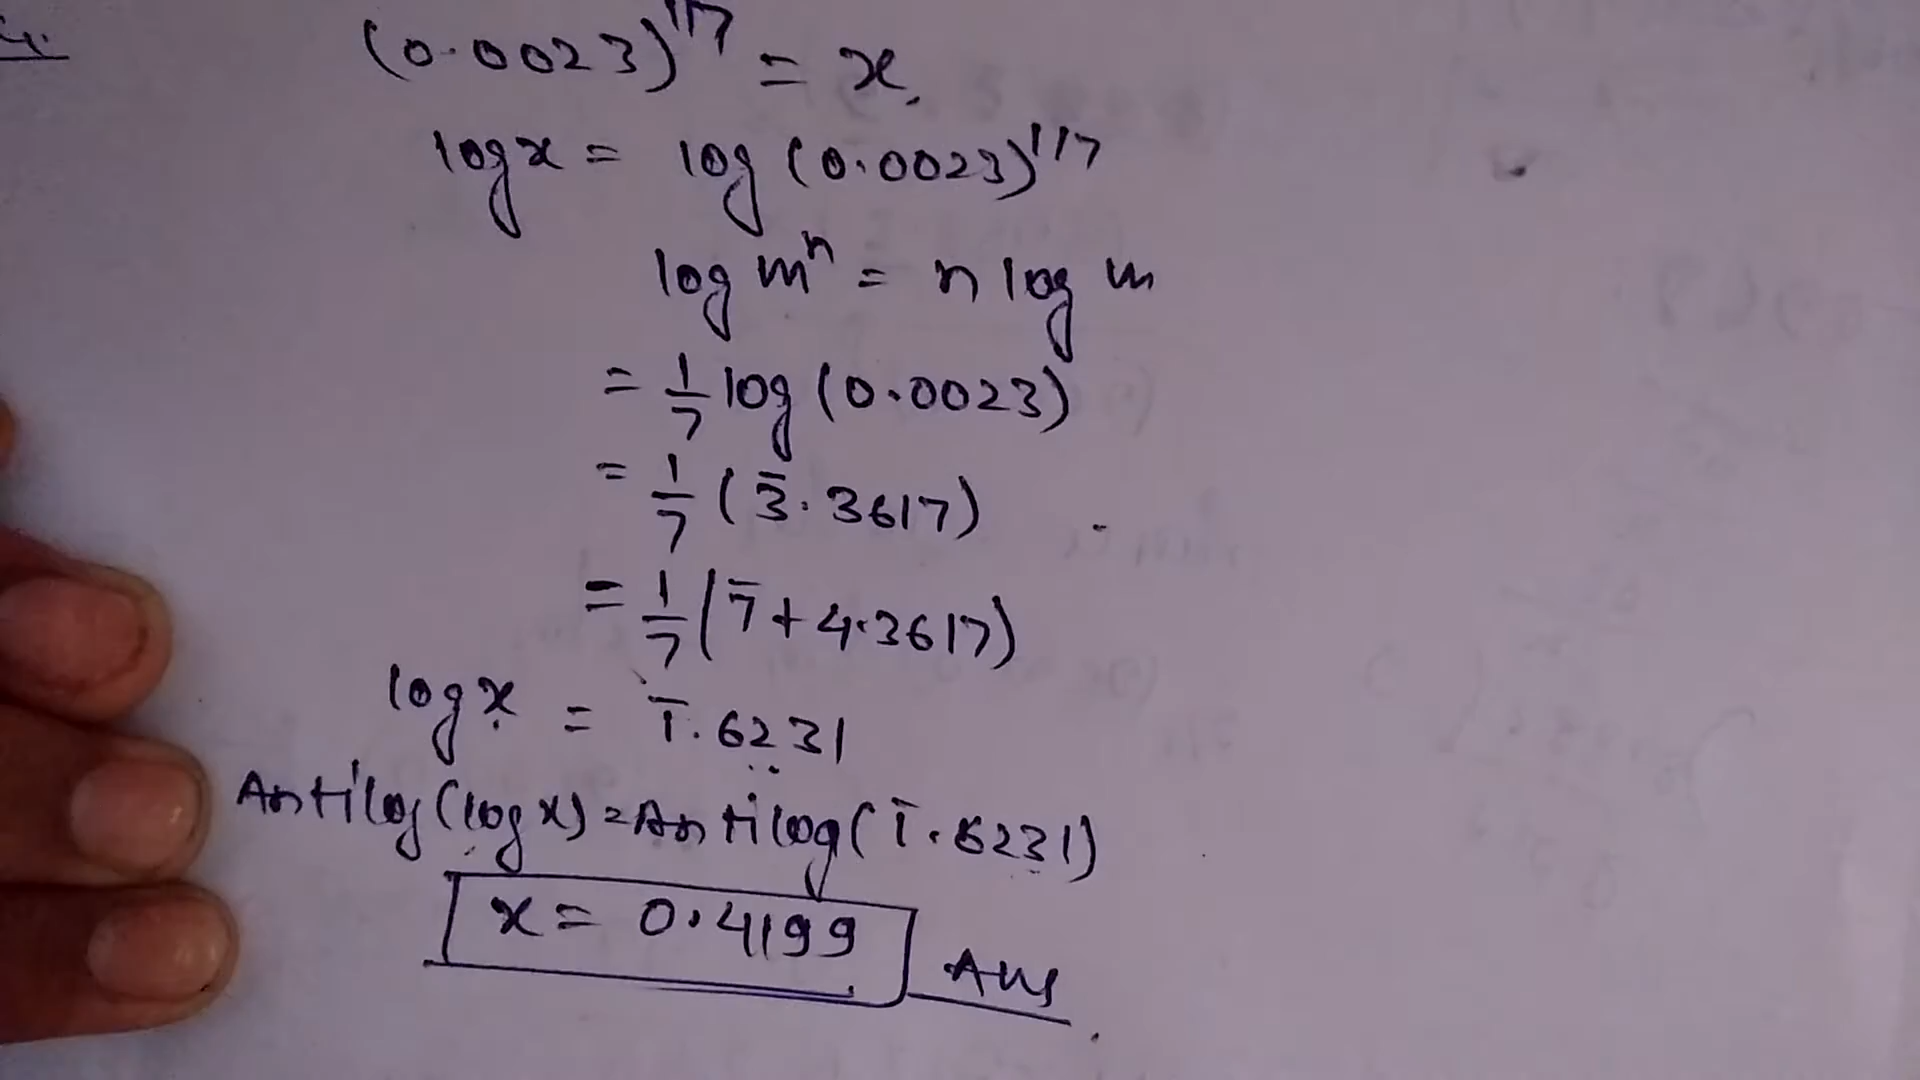 (0.0023)^1/7 = x.
log x = log (0.0023)^1/7
log m^n = n log m
= 1/7 log (0.0023)
= 1/7 (3̄.3617)
= 1/7 (7̄ + 4.3617)
log x = 1̄.6231
Antilog (log x) = Antilog (1̄.6231)
x = 0.4199 Ans.